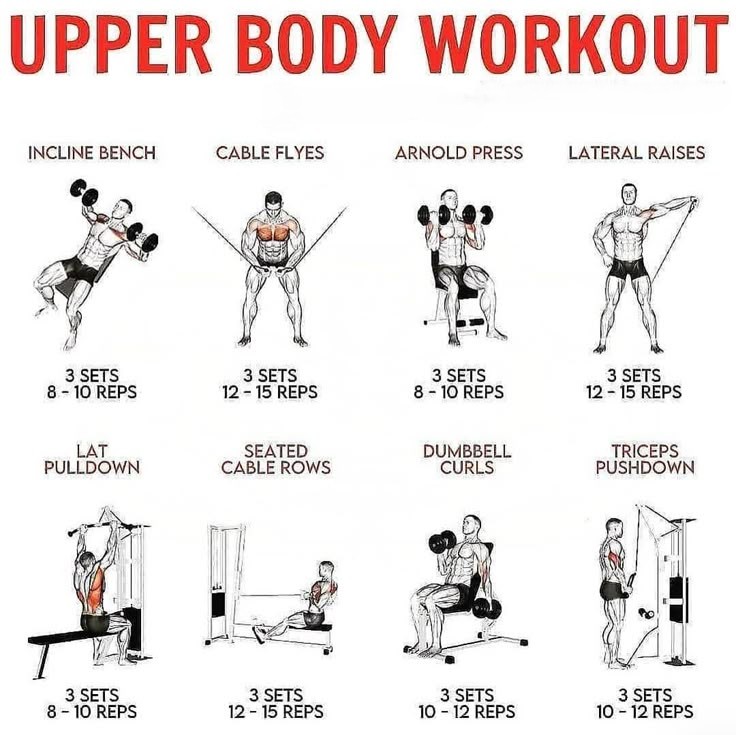 UPPER BODY WORKOUT
INCLINE BENCH
CABLE FLYES
ARNOLD PRESS
LATERAL RAISES
3 SETS
8 - 10 REPS
3 SETS
12 - 15 REPS
3 SETS
8 - 10 REPS
3 SETS
12 - 15 REPS
LAT
PULLDOWN
SEATED
CABLE ROWS
DUMBBELL
CURLS
TRICEPS
PUSHDOWN
3 SETS
8 - 10 REPS
3 SETS
12 - 15 REPS
3 SETS
10 - 12 REPS
3 SETS
10 - 12 REPS